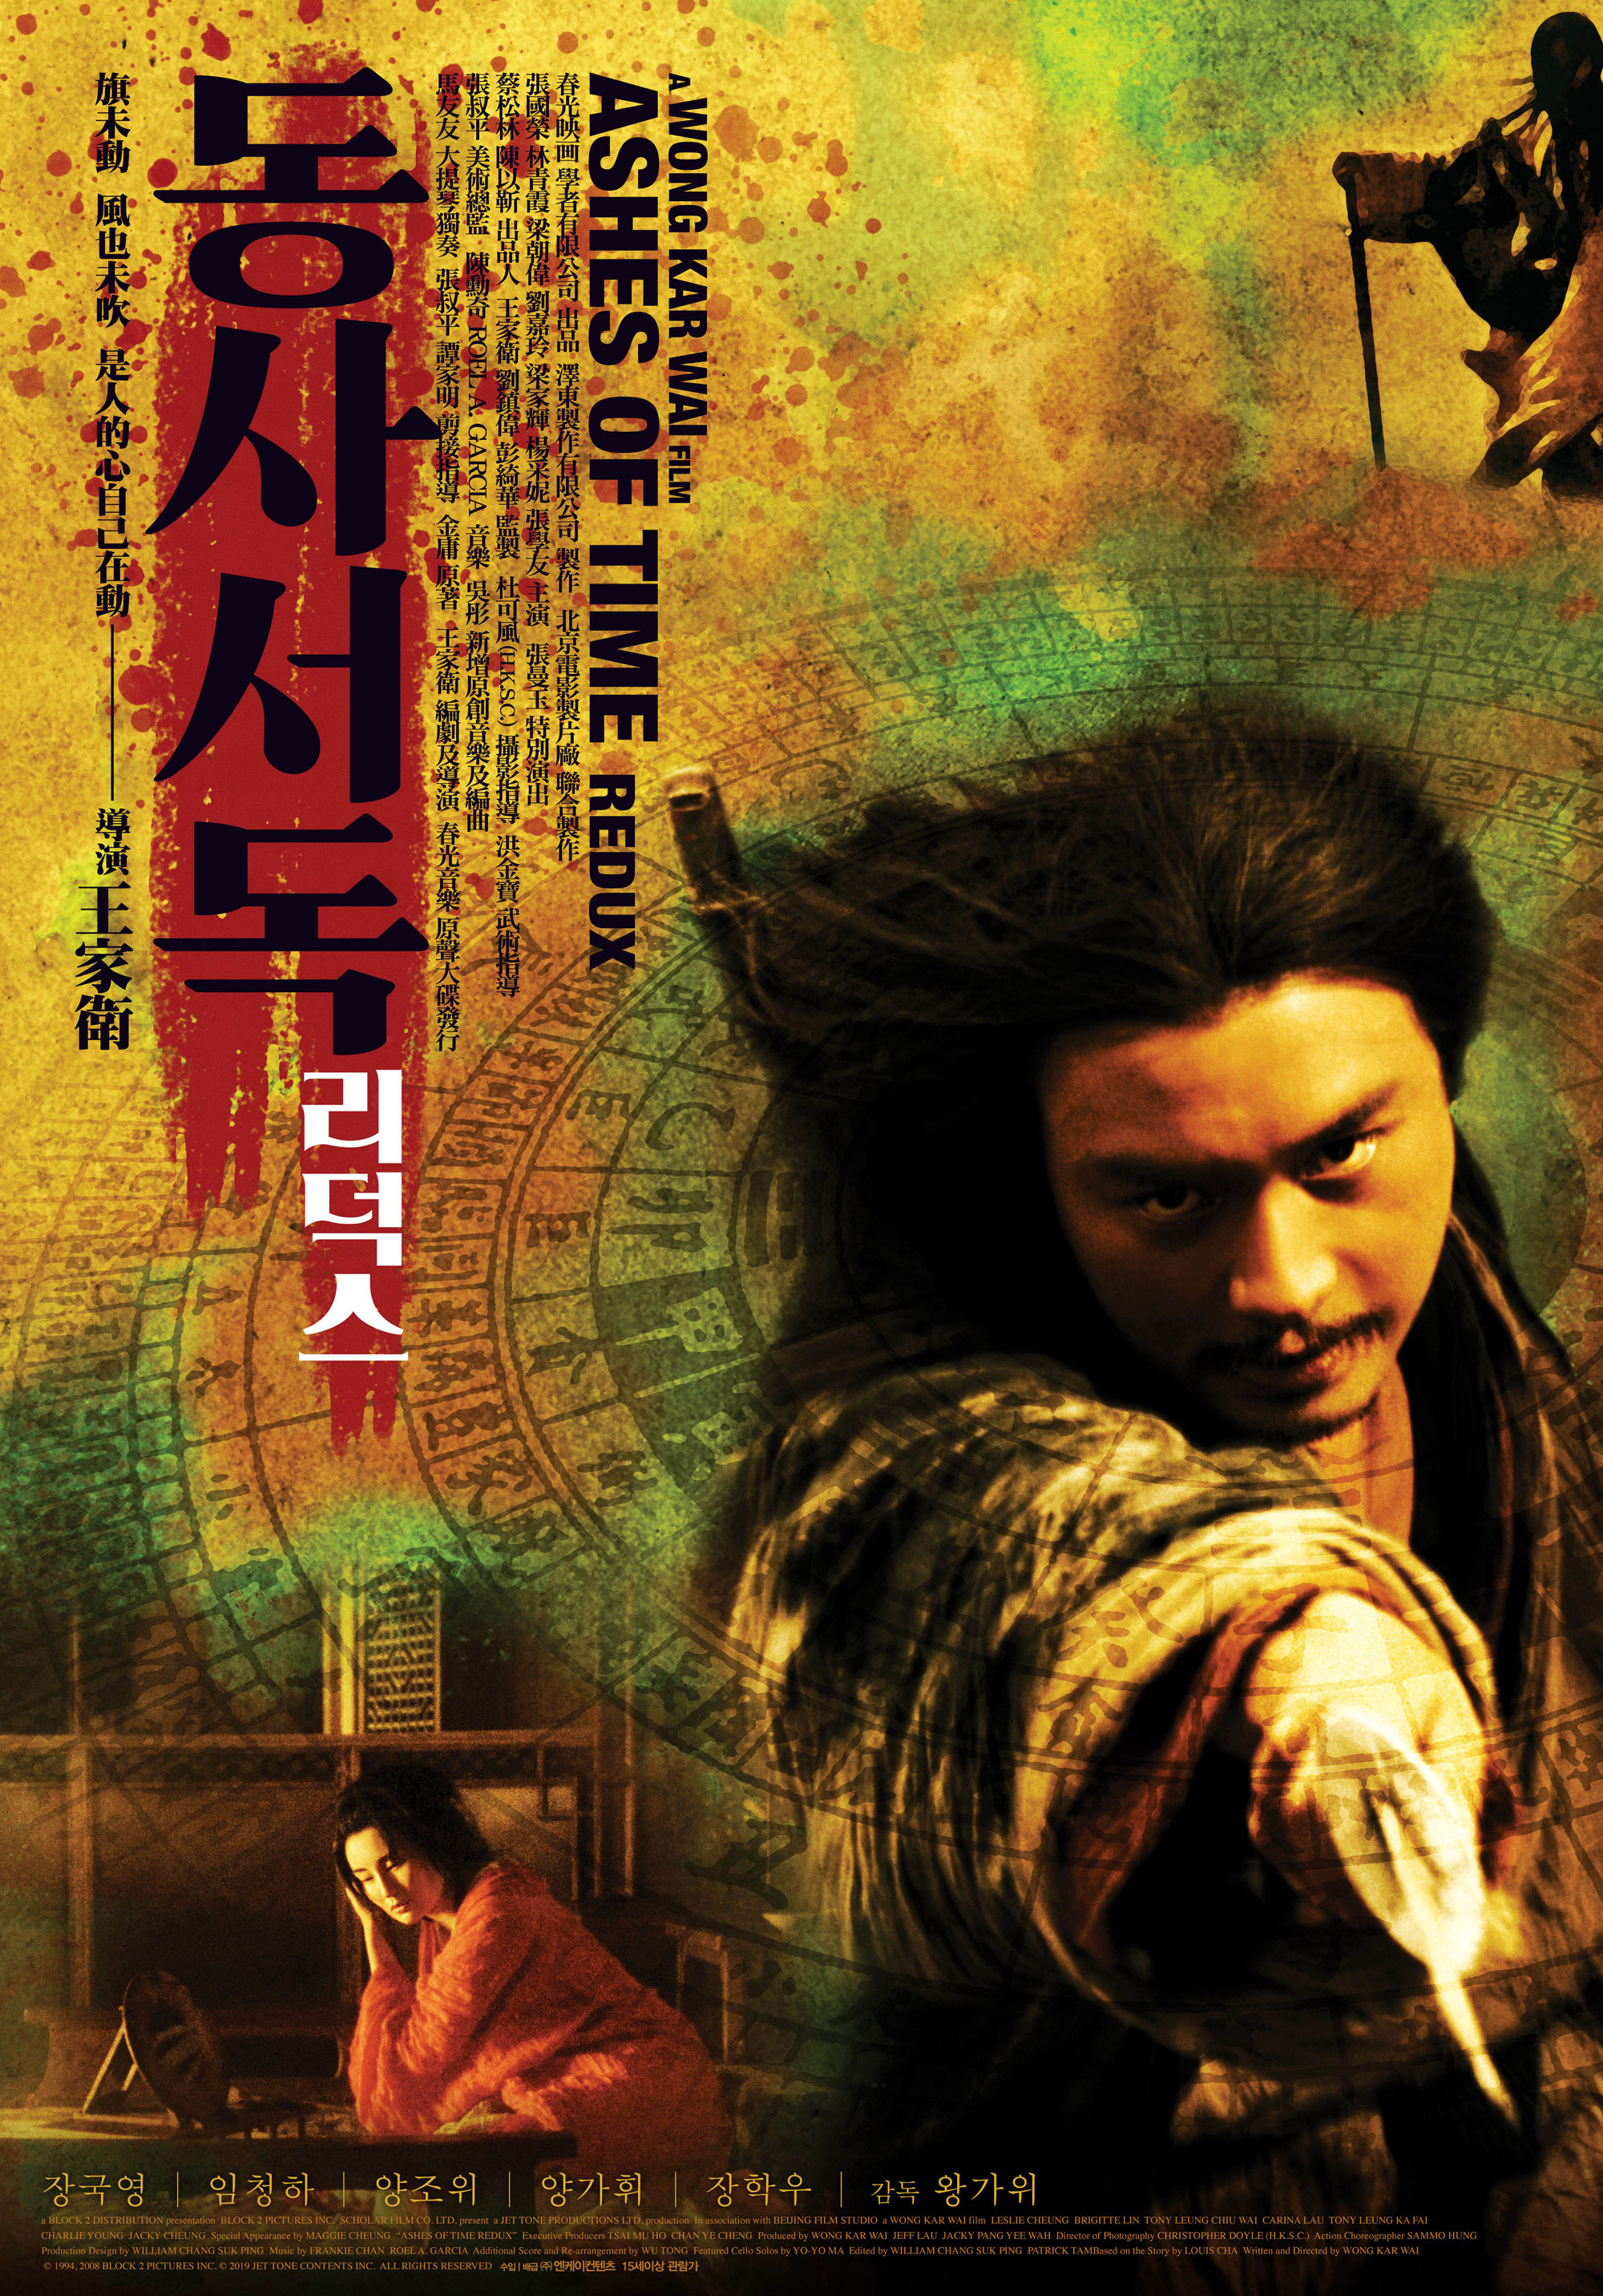 A WONG KAR WAI FILM
ASHES OF TIME REDUX
春光映画 學者有限公司 出品 澤東製作有限公司 製作 北京電影製片廠 聯合製作
張國榮 林青霞 梁朝偉 劉嘉玲 梁家輝 楊采妮 張學友 主演 張曼玉 特別演出
蔡松林 陳以靳 出品人 王家衛 劉鎮偉 彭綺華 監製 杜可風(H.K.S.C.) 攝影指導 洪金寶 武術指導
張叔平 美術總監 陳勳奇 ROEL A. GARCIA 音樂 吳彤 新增原創音樂及編曲
馬友友 大提琴獨奏 張叔平 譚家明 剪接指導 金庸 原著 王家衛 編劇及導演 春光音樂 原聲大碟發行
동사서독
리덕스
旗未動 風也未吹 是人的心自己在動——導演 王家衛
장국영 | 임청하 | 양조위 | 양가휘 | 장학우 | 감독 왕가위
a BLOCK 2 DISTRIBUTION presentation BLOCK 2 PICTURES INC. SCHOLAR FILM CO. LTD. present a JET TONE PRODUCTIONS LTD. production In association with BEIJING FILM STUDIO a WONG KAR WAI film LESLIE CHEUNG BRIGITTE LIN TONY LEUNG CHIU WAI CARINA LAU TONY LEUNG KA FAI
CHARLIE YOUNG JACKY CHEUNG Special Appearance by MAGGIE CHEUNG "ASHES OF TIME REDUX" Executive Producers TSAI MU HO CHAN YE CHENG Produced by WONG KAR WAI JEFF LAU JACKY PANG YEE WAH Director of Photography CHRISTOPHER DOYLE (H.K.S.C.) Action Choreographer SAMMO HUNG
Production Design by WILLIAM CHANG SUK PING Music by FRANKIE CHAN ROEL A. GARCIA Additional Score and Re-arrangement by WU TONG Featured Cello Solos by YO-YO MA Edited by WILLIAM CHANG SUK PING PATRICK TAMBased on the Story by LOUIS CHA Written and Directed by WONG KAR WAI
© 1994, 2008 BLOCK 2 PICTURES INC. © 2019 JET TONE CONTENTS INC. ALL RIGHTS RESERVED 수입 | 배급 ㈜엔케이컨텐츠 15세이상 관람가